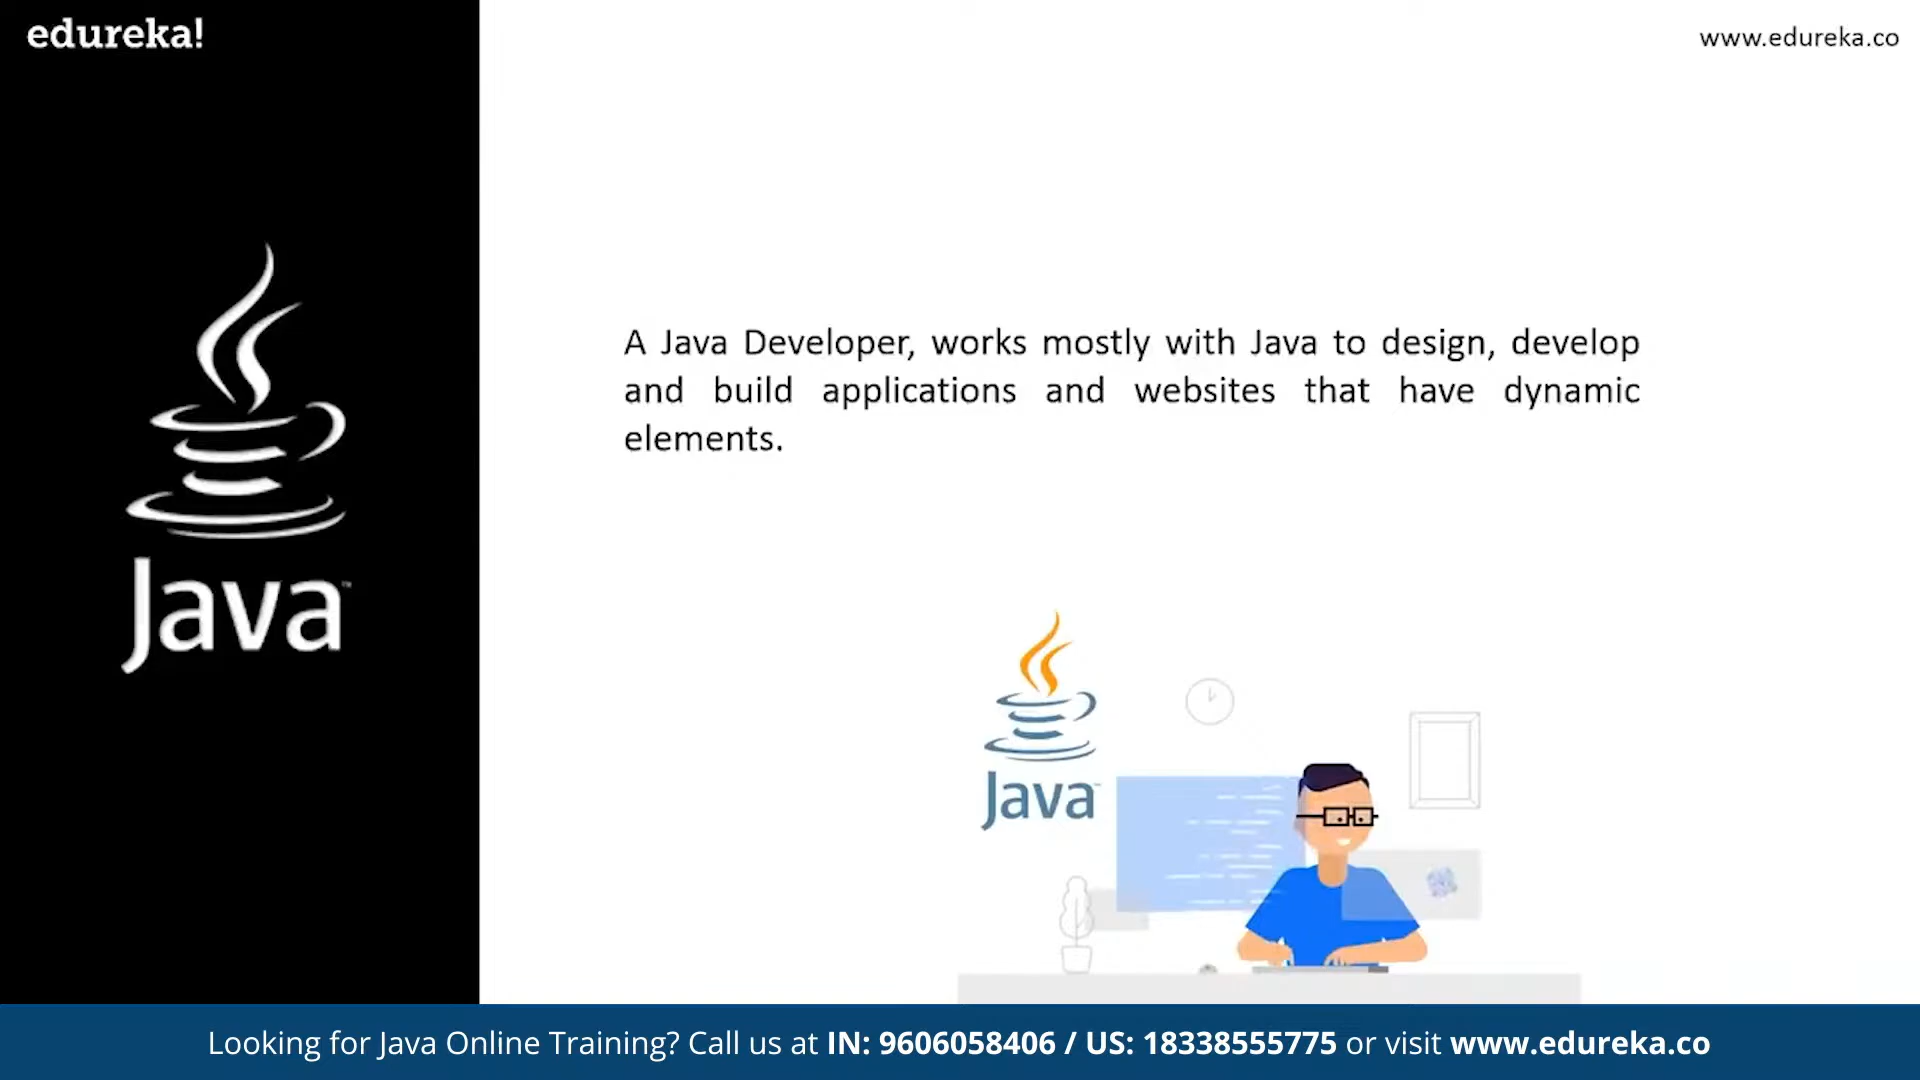 edureka!
www.edureka.co
Java™
A Java Developer, works mostly with Java to design, develop
and build applications and websites that have dynamic
elements.
Java™
Looking for Java Online Training? Call us at IN: 9606058406 / US: 18338555775 or visit www.edureka.co